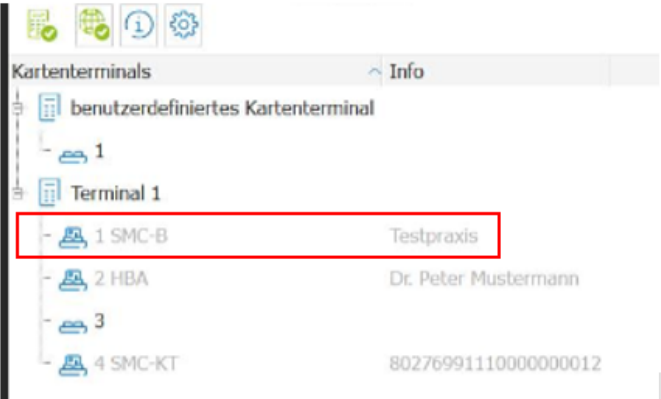 Kartenterminals Info
benutzerdefiniertes Kartenterminal
1
Terminal 1
1 SMC-B Testpraxis
2 HBA Dr. Peter Mustermann
3
4 SMC-KT 80276991110000000012